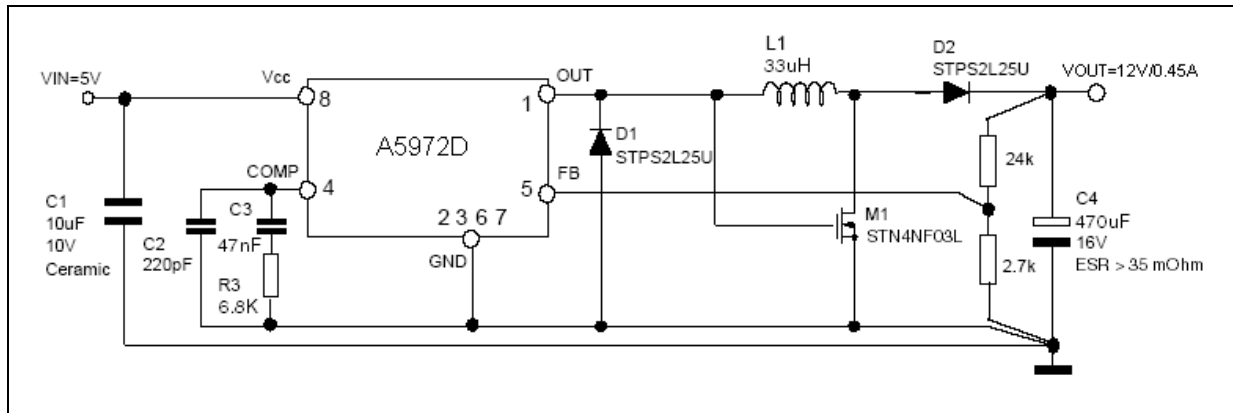 VIN=5V
Vcc
8
OUT
1
A5972D
COMP
4
FB
5
2 3 6 7
GND
C1
10uF
10V
Ceramic
C2
220pF
C3
47nF
R3
6.8K
D1
STPS2L25U
L1
33uH
D2
STPS2L25U
VOUT=12V/0.45A
M1
STN4NF03L
24k
2.7k
C4
470uF
16V
ESR > 35 mOhm